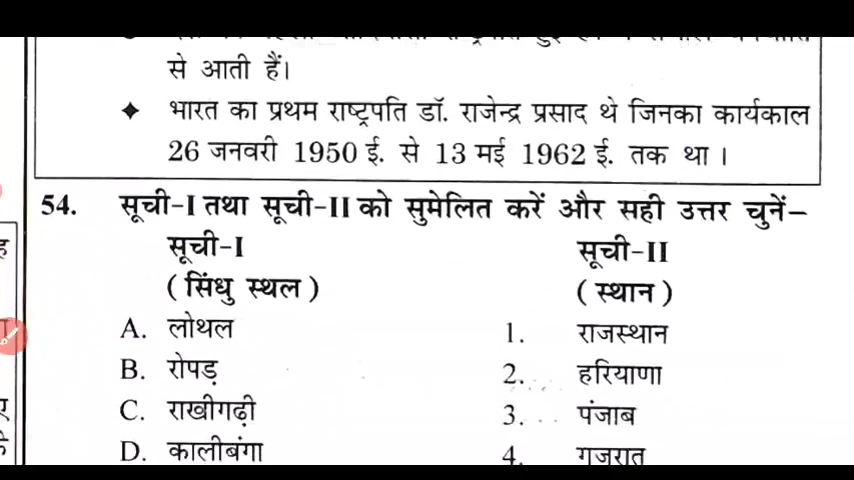 से आती हैं।
✦ भारत का प्रथम राष्ट्रपति डॉ. राजेन्द्र प्रसाद थे जिनका कार्यकाल
26 जनवरी 1950 ई. से 13 मई 1962 ई. तक था।
54. सूची-I तथा सूची-II को सुमेलित करें और सही उत्तर चुनें–
सूची-I सूची-II
(सिंधु स्थल) (स्थान)
A. लोथल 1. राजस्थान
B. रोपड़ 2. हरियाणा
C. राखीगढ़ी 3. पंजाब
D. कालीबंगा 4. गुजरात